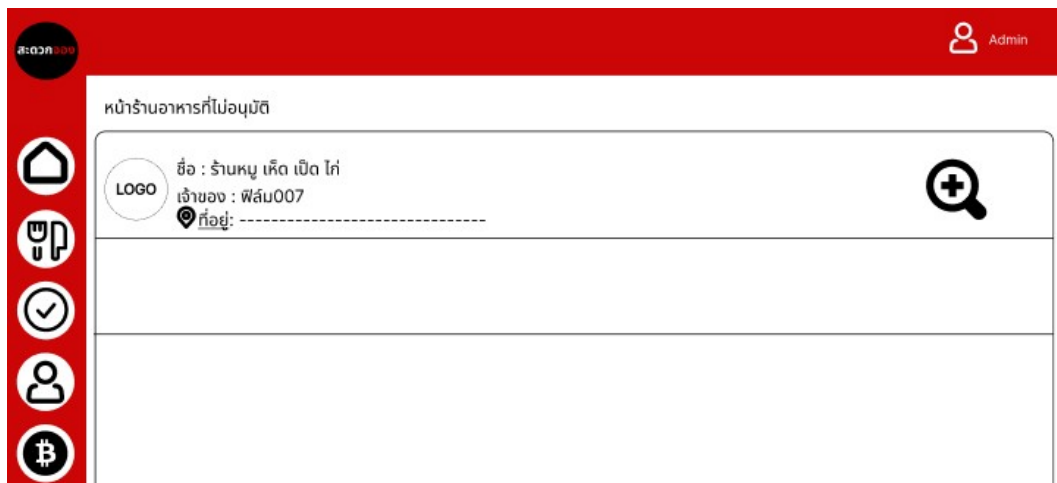 สะดวกจอง
Admin
หน้าร้านอาหารที่ไม่อนุมัติ
LOGO
ชื่อ : ร้านหมู เห็ด เป็ด ไก่
เจ้าของ : ฟิล์ม007
ที่อยู่: --------------------------------